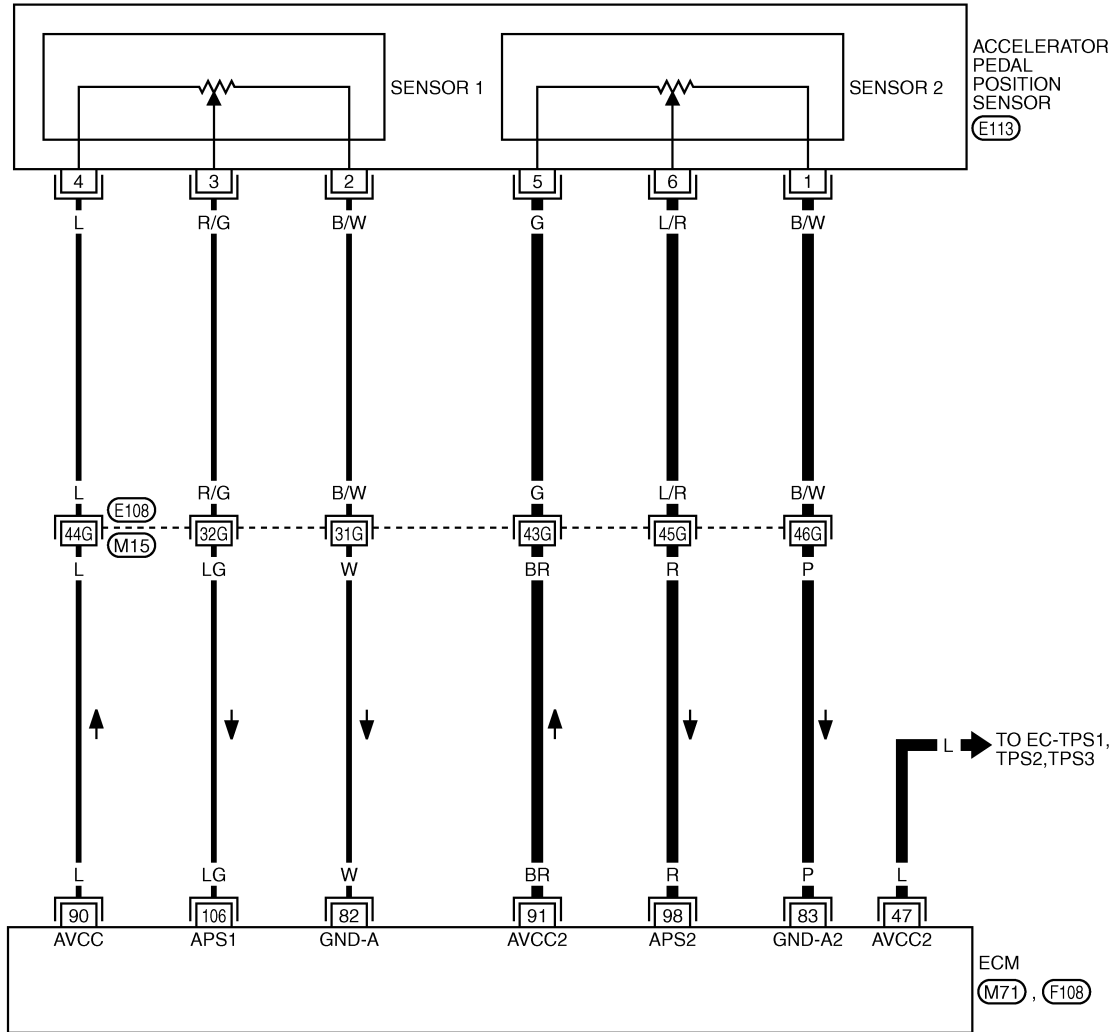 SENSOR 1
SENSOR 2
ACCELERATOR
PEDAL
POSITION
SENSOR
E113
4 3 2 5 6 1
L R/G B/W G L/R B/W
L R/G B/W G L/R B/W
E108
44G 32G 31G 43G 45G 46G
M15
L LG W BR R P
L TO EC-TPS1,
TPS2,TPS3
L LG W BR R P L
90 106 82 91 98 83 47
AVCC APS1 GND-A AVCC2 APS2 GND-A2 AVCC2
ECM
M71 , F108